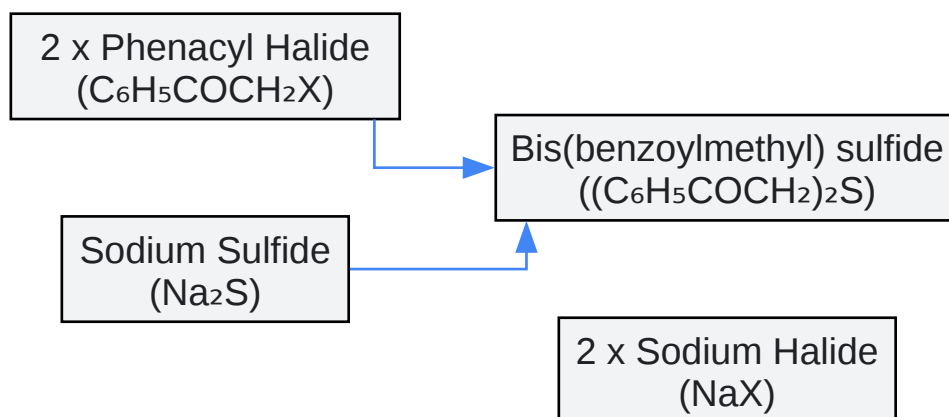 2 x Phenacyl Halide
(C₆H₅COCH₂X)
Bis(benzoylmethyl) sulfide
((C₆H₅COCH₂)₂S)
Sodium Sulfide
(Na₂S)
2 x Sodium Halide
(NaX)